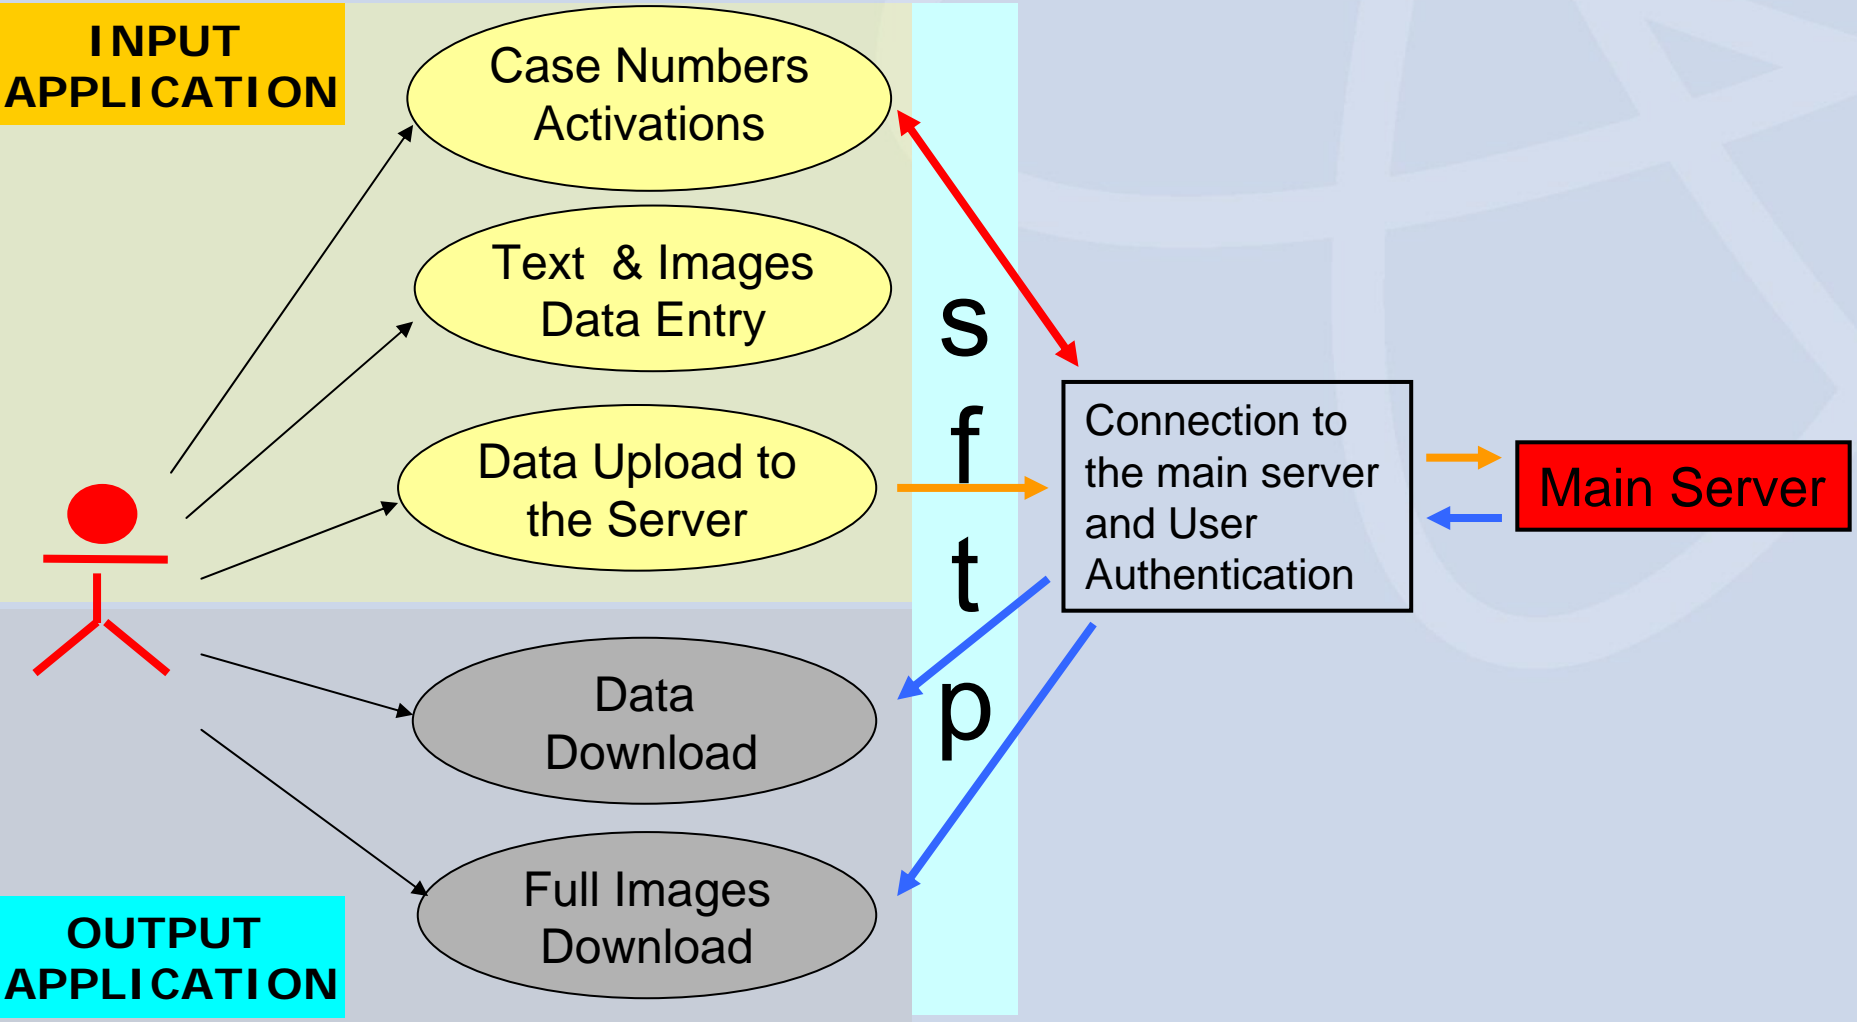 INPUT
APPLICATION
Case Numbers
Activations
Text & Images
Data Entry
Data Upload to
the Server
s
f
t
p
Connection to
the main server
and User
Authentication
Main Server
Data
Download
Full Images
Download
OUTPUT
APPLICATION